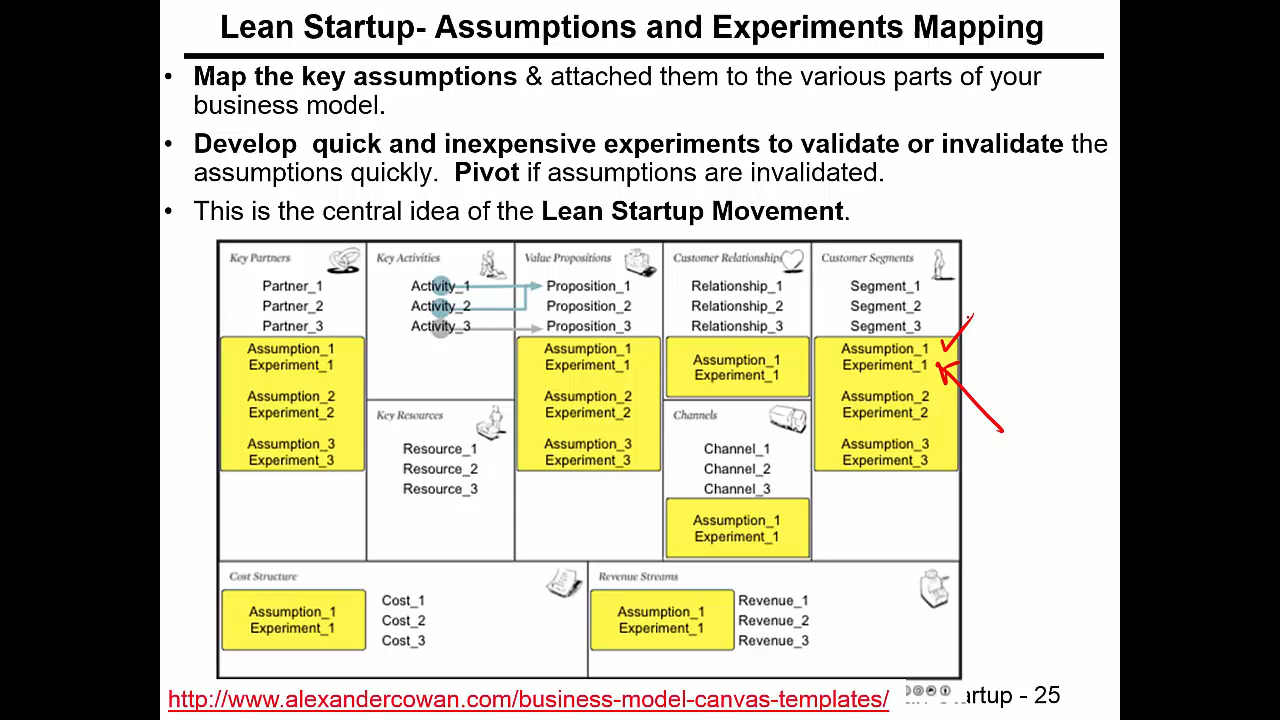 Lean Startup- Assumptions and Experiments Mapping
• Map the key assumptions & attached them to the various parts of your
business model.
• Develop quick and inexpensive experiments to validate or invalidate the
assumptions quickly. Pivot if assumptions are invalidated.
• This is the central idea of the Lean Startup Movement.
Key Partners
Partner_1
Partner_2
Partner_3
Assumption_1
Experiment_1
Assumption_2
Experiment_2
Assumption_3
Experiment_3
Key Activities
Activity_1
Activity_2
Activity_3
Key Resources
Resource_1
Resource_2
Resource_3
Value Propositions
Proposition_1
Proposition_2
Proposition_3
Assumption_1
Experiment_1
Assumption_2
Experiment_2
Assumption_3
Experiment_3
Customer Relationships
Relationship_1
Relationship_2
Relationship_3
Assumption_1
Experiment_1
Channels
Channel_1
Channel_2
Channel_3
Assumption_1
Experiment_1
Customer Segments
Segment_1
Segment_2
Segment_3
Assumption_1
Experiment_1
Assumption_2
Experiment_2
Assumption_3
Experiment_3
Cost Structure
Assumption_1
Experiment_1
Cost_1
Cost_2
Cost_3
Revenue Streams
Assumption_1
Experiment_1
Revenue_1
Revenue_2
Revenue_3
http://www.alexandercowan.com/business-model-canvas-templates/
artup - 25